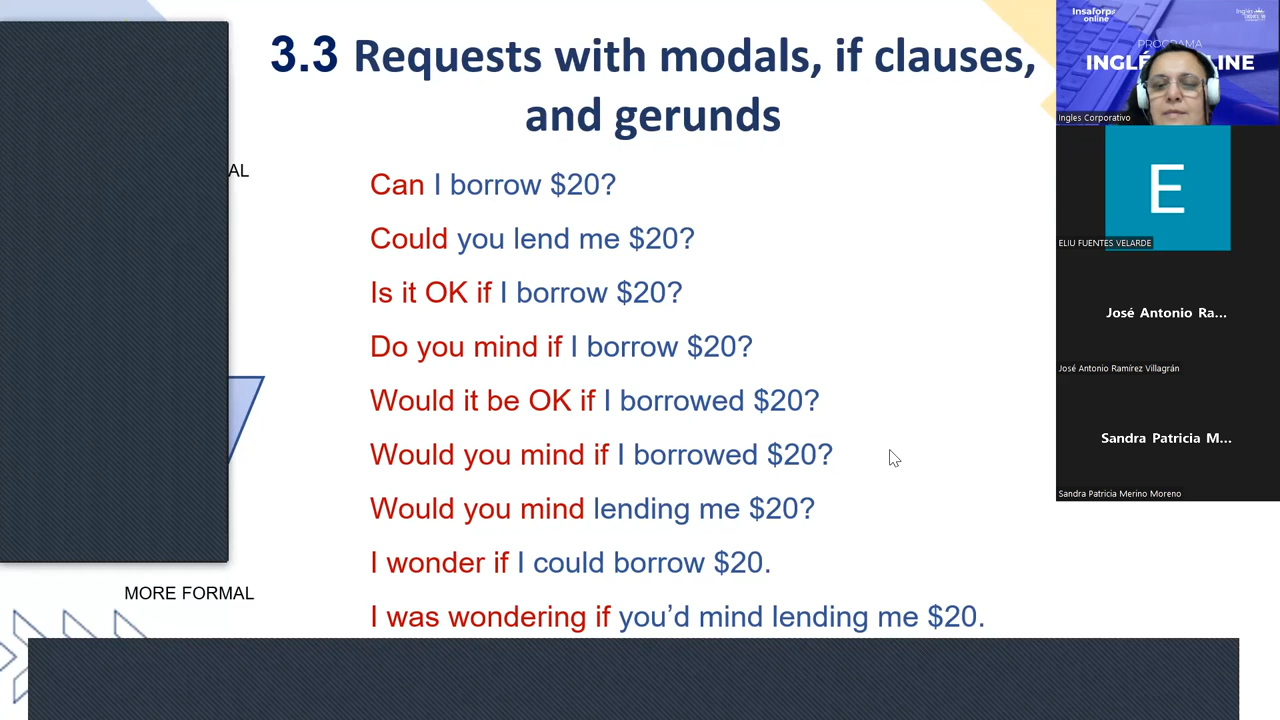 3.3 Requests with modals, if clauses,
and gerunds
AL
Can I borrow $20?
Could you lend me $20?
Is it OK if I borrow $20?
Do you mind if I borrow $20?
Would it be OK if I borrowed $20?
Would you mind if I borrowed $20?
Would you mind lending me $20?
I wonder if I could borrow $20.
MORE FORMAL
I was wondering if you’d mind lending me $20.
Insaforp
online
Inglés
PROGRAMA
INGLÉ LINE
Ingles Corporativo
E
ELIU FUENTES VELARDE
José Antonio Ra...
José Antonio Ramírez Villagrán
Sandra Patricia M...
Sandra Patricia Merino Moreno